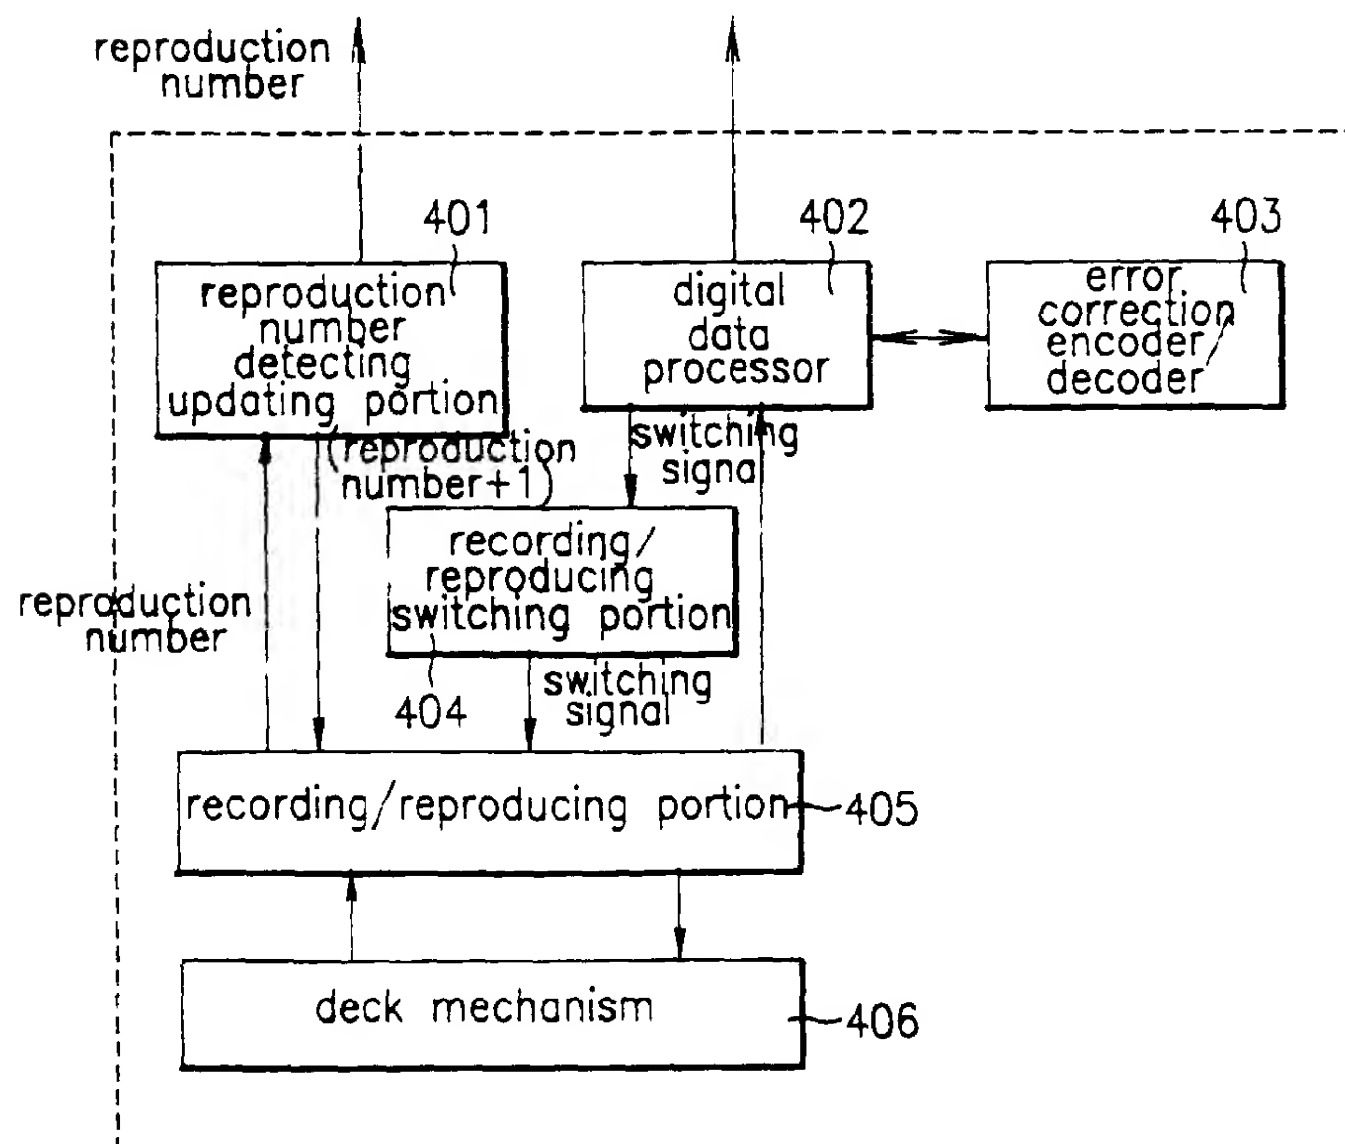 reproduction
number
401
402
403
reproduction
number
detecting
updating portion
digital
data
processor
error
correction
encoder/
decoder
(reproduction
number+1)
switching
signal
recording/
reproducing
switching portion
reproduction
number
404
switching
signal
recording/reproducing portion
405
deck mechanism
406